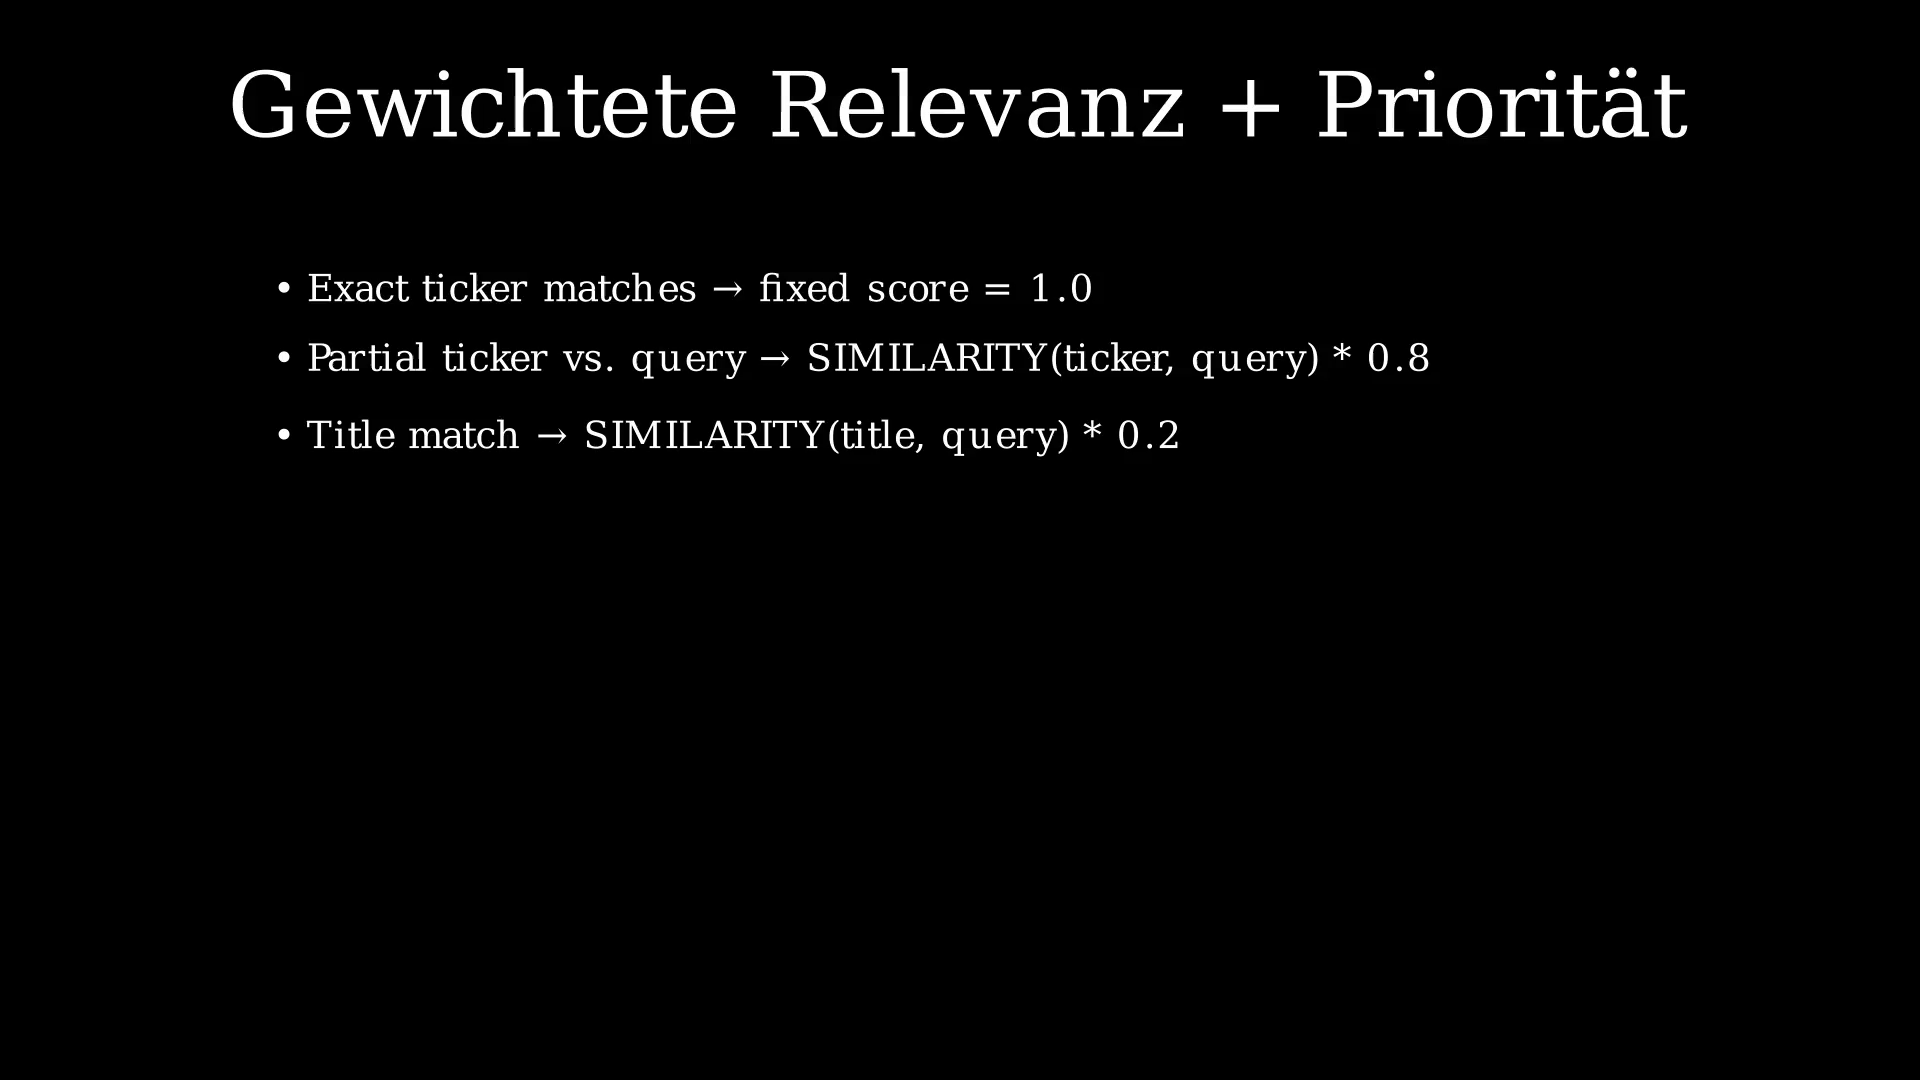 Gewichtete Relevanz + Priorität
• Exact ticker matches → fixed score = 1.0
• Partial ticker vs. query → SIMILARITY(ticker, query) * 0.8
• Title match → SIMILARITY(title, query) * 0.2